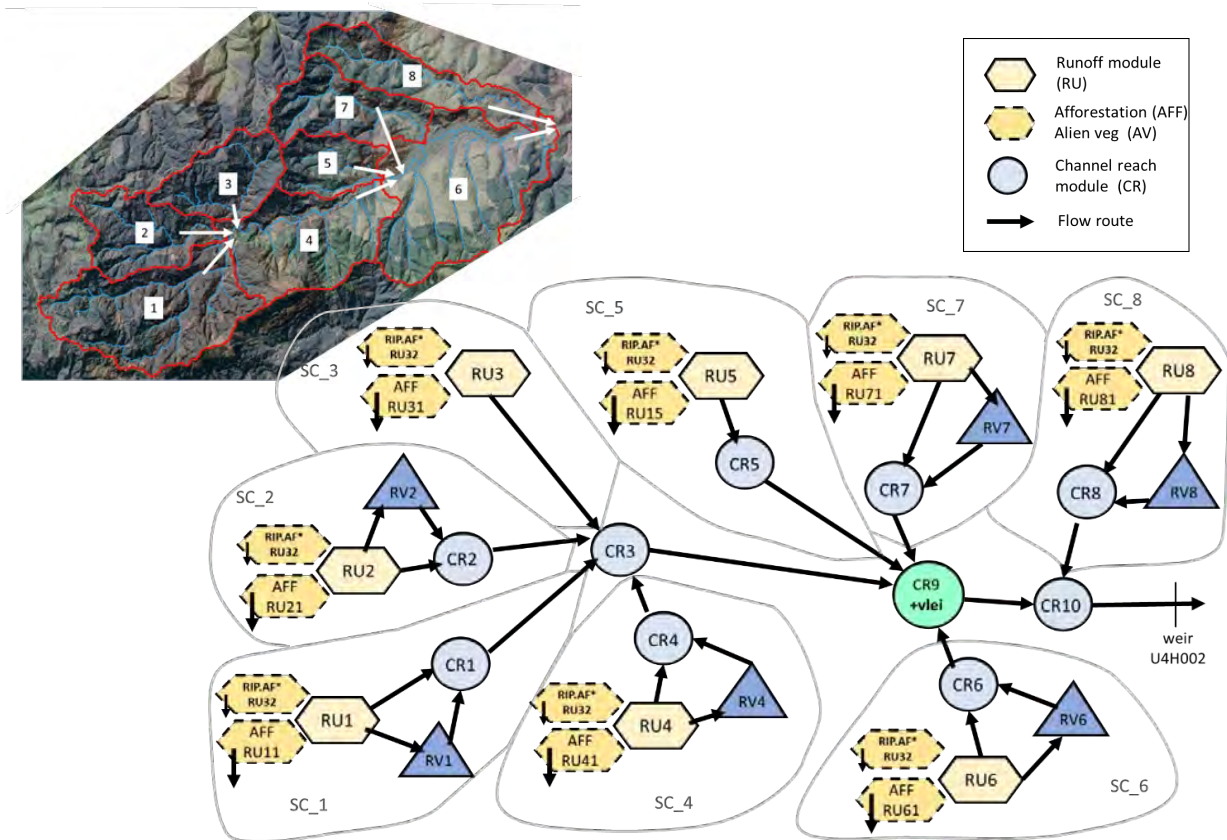 8
7
5
3
6
2
4
1
Runoff module
(RU)
Afforestation (AFF)
Alien veg (AV)
Channel reach
module (CR)
Flow route
SC_3
RIP.AF*
RU32
AFF
RU31
RU3
SC_5
RIP.AF*
RU32
AFF
RU15
RU5
CR5
SC_7
RIP.AF*
RU32
AFF
RU71
RU7
RV7
CR7
SC_8
RIP.AF*
RU32
AFF
RU81
RU8
CR8
RV8
SC_2
RIP.AF*
RU32
AFF
RU21
RU2
RV2
CR2
CR3
CR9
+vlei
CR10
weir
U4H002
SC_1
RIP.AF*
RU32
AFF
RU11
RU1
CR1
RV1
SC_4
RIP.AF*
RU32
AFF
RU41
RU4
CR4
RV4
SC_6
RIP.AF*
RU32
AFF
RU61
RU6
CR6
RV6